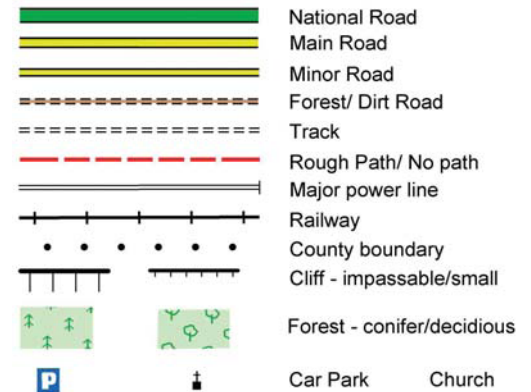 National Road
Main Road
Minor Road
Forest/ Dirt Road
Track
Rough Path/ No path
Major power line
Railway
County boundary
Cliff - impassable/small
Forest - conifer/decidious
P Car Park Church